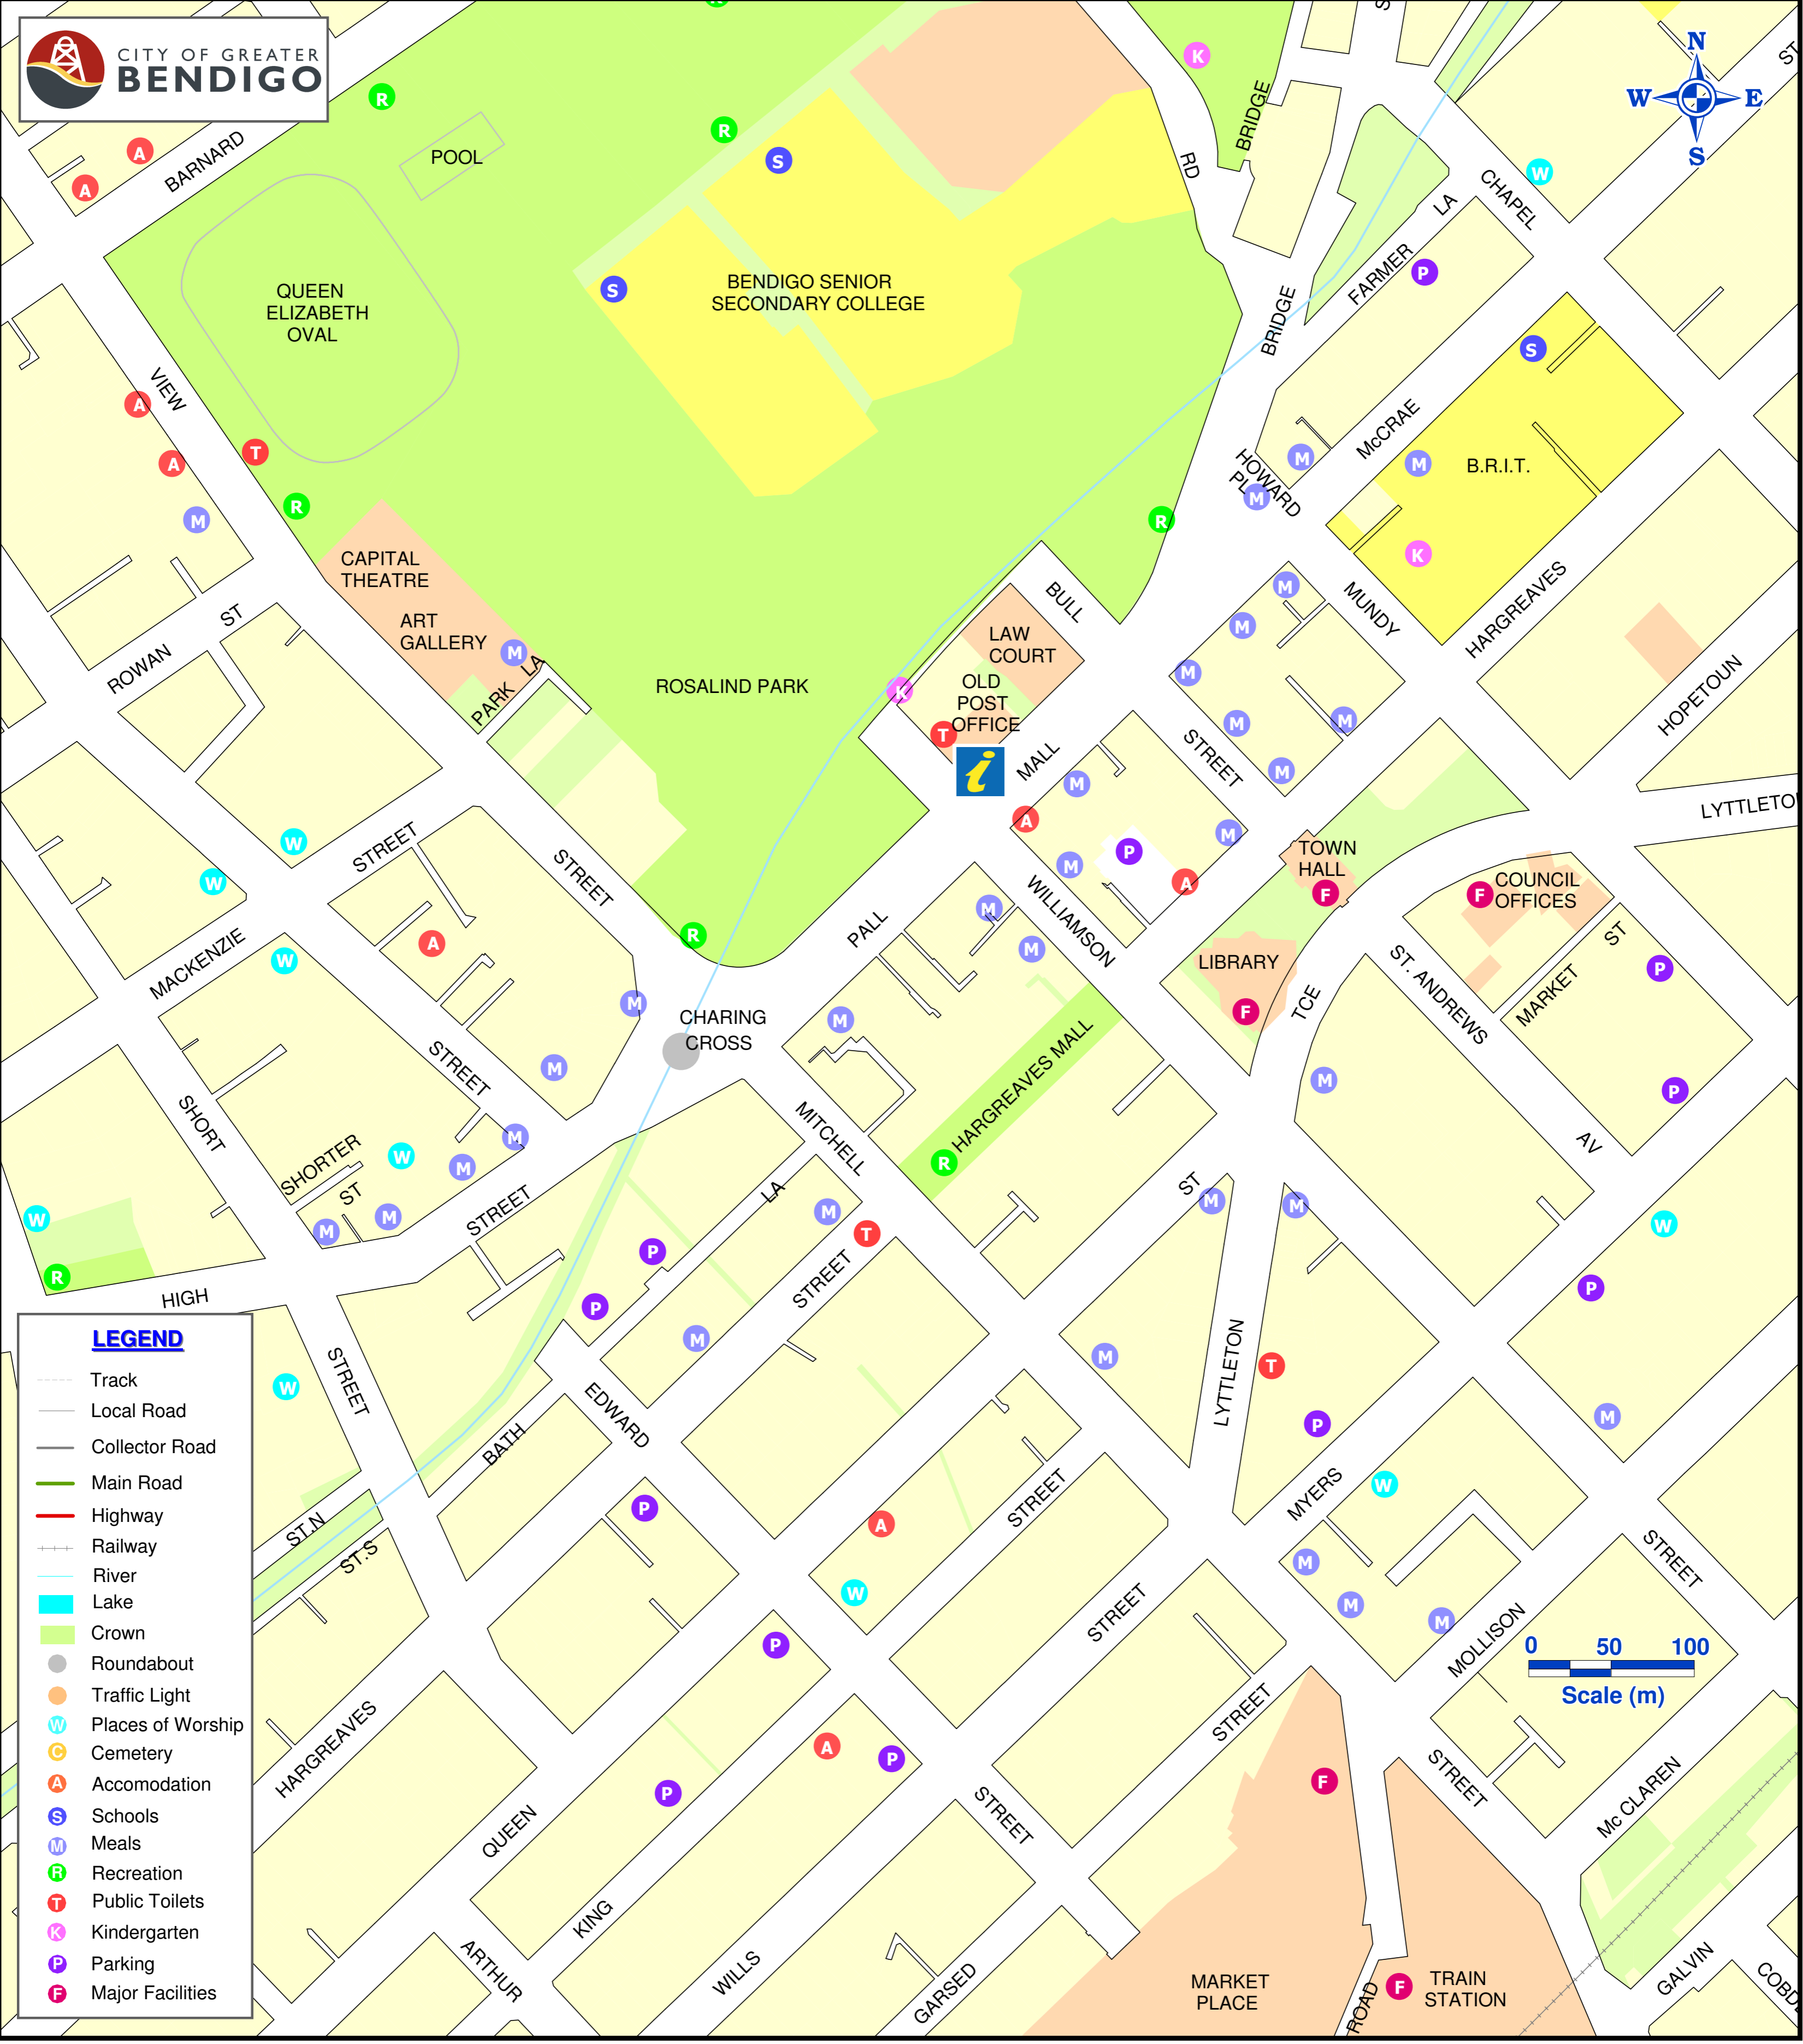 CITY OF GREATER
BENDIGO
N
W
E
S
BARNARD
POOL
BRIDGE
RD
CHAPEL
LA
FARMER
ST
QUEEN
ELIZABETH
OVAL
BENDIGO SENIOR
SECONDARY COLLEGE
BRIDGE
VIEW
McCRAE
HOWARD
PL
B.R.I.T.
CAPITAL
THEATRE
ART
GALLERY
BULL
LAW
COURT
MUNDY
HARGREAVES
ST
ROWAN
PARK LA
ROSALIND PARK
OLD
POST
OFFICE
i
MALL
STREET
HOPETOUN
LYTTLETO
STREET
STREET
TOWN
HALL
COUNCIL
OFFICES
PALL
WILLIAMSON
MACKENZIE
LIBRARY
ST. ANDREWS
ST
MARKET
TCE
CHARING
CROSS
HARGREAVES MALL
STREET
SHORT
MITCHELL
AV
SHORTER
ST
STREET
LA
ST
HIGH
STREET
STREET
LYTTLETON
EDWARD
BATH
ST.N
ST.S
STREET
MYERS
STREET
STREET
MOLLISON
0 50 100
Scale (m)
HARGREAVES
STREET
STREET
STREET
Mc CLAREN
QUEEN
KING
ARTHUR
WILLS
GARSED
MARKET
PLACE
ROAD
TRAIN
STATION
GALVIN
COBD
LEGEND
Track
Local Road
Collector Road
Main Road
Highway
Railway
River
Lake
Crown
Roundabout
Traffic Light
W Places of Worship
C Cemetery
A Accomodation
S Schools
M Meals
R Recreation
T Public Toilets
K Kindergarten
P Parking
F Major Facilities